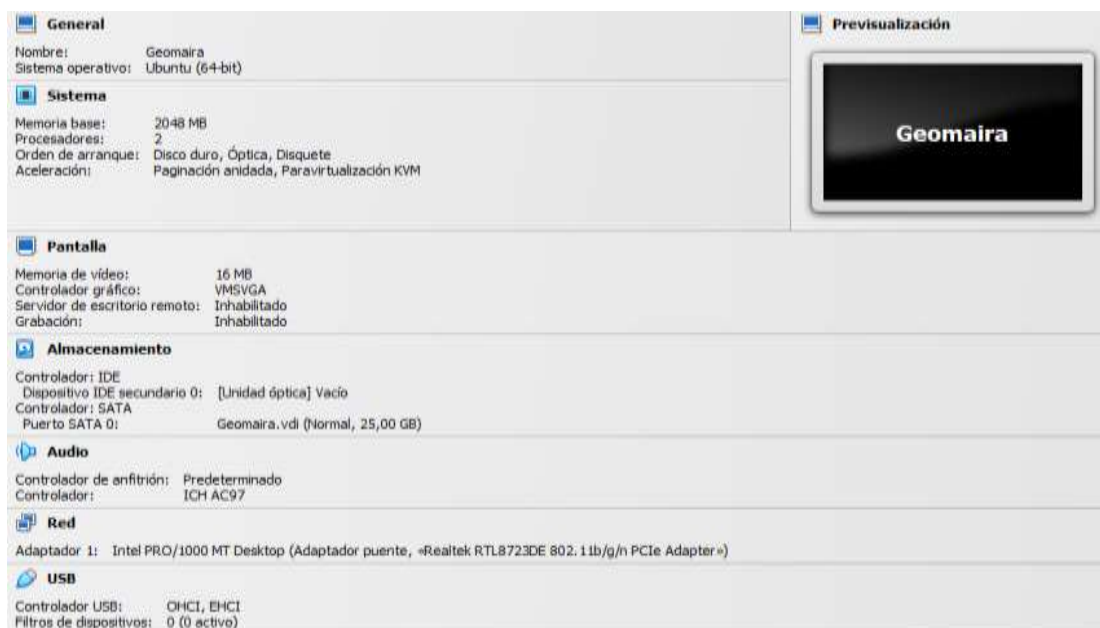 General
Nombre: Geomaira
Sistema operativo: Ubuntu (64-bit)
Sistema
Memoria base: 2048 MB
Procesadores: 2
Orden de arranque: Disco duro, Óptica, Disquete
Aceleración: Paginación anidada, Paravirtualización KVM
Previsualización
Geomaira
Pantalla
Memoria de vídeo: 16 MB
Controlador gráfico: VMSVGA
Servidor de escritorio remoto: Inhabilitado
Grabación: Inhabilitado
Almacenamiento
Controlador: IDE
Dispositivo IDE secundario 0: [Unidad óptica] Vacío
Controlador: SATA
Puerto SATA 0: Geomaira.vdi (Normal, 25,00 GB)
Audio
Controlador de anfitrión: Predeterminado
Controlador: ICH AC97
Red
Adaptador 1: Intel PRO/1000 MT Desktop (Adaptador puente, «Realtek RTL8723DE 802.11b/g/n PCIe Adapter»)
USB
Controlador USB: OHCI, EHCI
Filtros de dispositivos: 0 (0 activo)